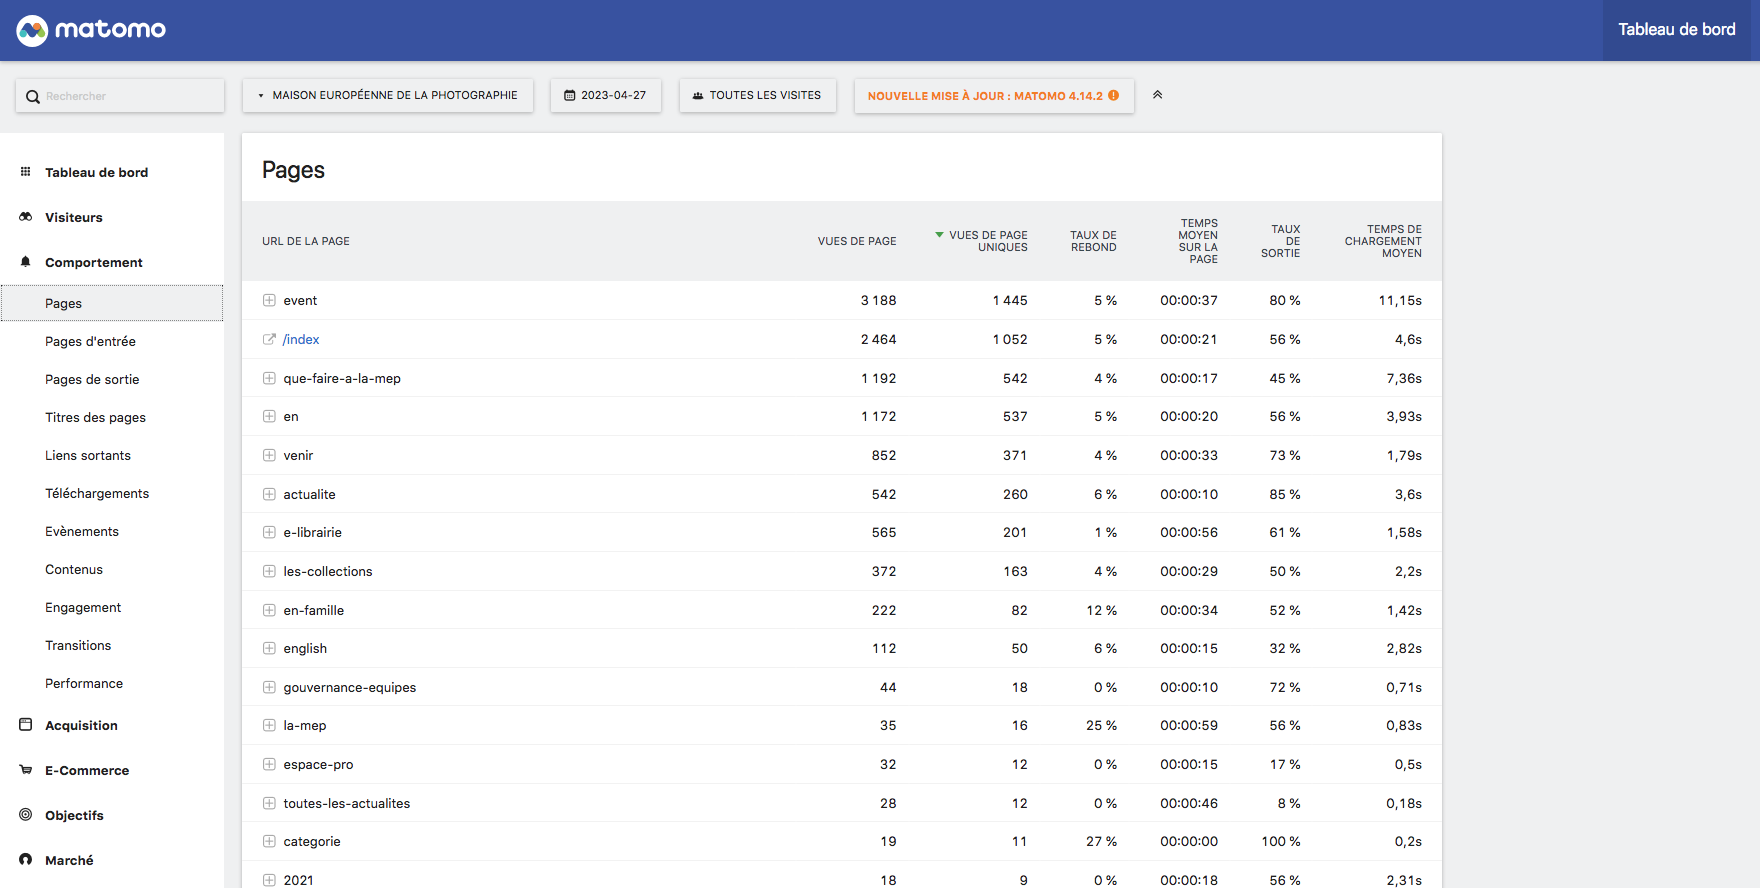 matomo
Tableau de bord
Rechercher
MAISON EUROPÉENNE DE LA PHOTOGRAPHIE
2023-04-27
TOUTES LES VISITES
NOUVELLE MISE À JOUR : MATOMO 4.14.2
Tableau de bord
Visiteurs
Comportement
Pages
Pages d'entrée
Pages de sortie
Titres des pages
Liens sortants
Téléchargements
Evènements
Contenus
Engagement
Transitions
Performance
Acquisition
E-Commerce
Objectifs
Marché
Pages
URL DE LA PAGE
VUES DE PAGE
VUES DE PAGE
UNIQUES
TAUX DE
REBOND
TEMPS
MOYEN
SUR LA
PAGE
TAUX
DE
SORTIE
TEMPS DE
CHARGEMENT
MOYEN
event 3 188 1 445 5 % 00:00:37 80 % 11,15s
/index 2 464 1 052 5 % 00:00:21 56 % 4,6s
que-faire-a-la-mep 1 192 542 4 % 00:00:17 45 % 7,36s
en 1 172 537 5 % 00:00:20 56 % 3,93s
venir 852 371 4 % 00:00:33 73 % 1,79s
actualite 542 260 6 % 00:00:10 85 % 3,6s
e-librairie 565 201 1 % 00:00:56 61 % 1,58s
les-collections 372 163 4 % 00:00:29 50 % 2,2s
en-famille 222 82 12 % 00:00:34 52 % 1,42s
english 112 50 6 % 00:00:15 32 % 2,82s
gouvernance-equipes 44 18 0 % 00:00:10 72 % 0,71s
la-mep 35 16 25 % 00:00:59 56 % 0,83s
espace-pro 32 12 0 % 00:00:15 17 % 0,5s
toutes-les-actualites 28 12 0 % 00:00:46 8 % 0,18s
categorie 19 11 27 % 00:00:00 100 % 0,2s
2021 18 9 0 % 00:00:18 56 % 2,31s